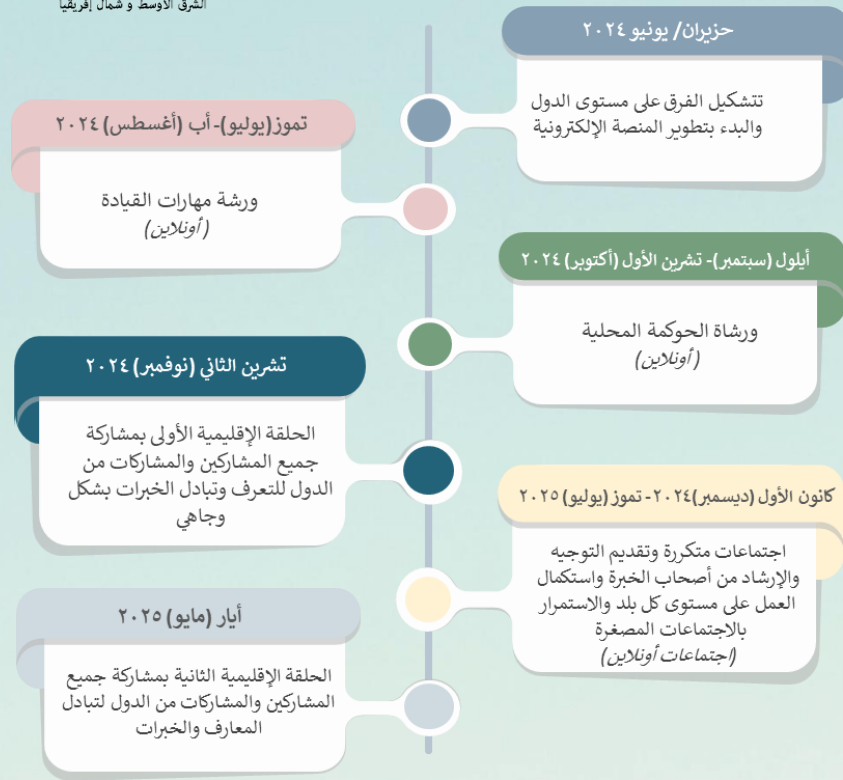 الشرق الأوسط و شمال إفريقيا
حزيران/ يونيو ٢٠٢٤
تتشكيل الفرق على مستوى الدول
والبدء بتطوير المنصة الإلكترونية
تموز(يوليو)- أب (أغسطس) ٢٠٢٤
ورشة مهارات القيادة
(أونلاين)
أيلول (سبتمبر)- تشرين الأول (أكتوبر) ٢٠٢٤
ورشاة الحوكمة المحلية
(أونلاين)
تشرين الثاني (نوفمبر) ٢٠٢٤
الحلقة الإقليمية الأولى بمشاركة
جميع المشاركين والمشاركات من
الدول للتعرف وتبادل الخبرات بشكل
وجاهي
كانون الأول (ديسمبر)٢٠٢٤- تموز (يوليو) ٢٠٢٥
اجتماعات متكررة وتقديم التوجيه
والإرشاد من أصحاب الخبرة واستكمال
العمل على مستوى كل بلد والاستمرار
بالاجتماعات المصغرة
(اجتماعات أونلاين)
أيار (مايو) ٢٠٢٥
الحلقة الإقليمية الثانية بمشاركة جميع
المشاركين والمشاركات من الدول لتبادل
المعارف والخبرات